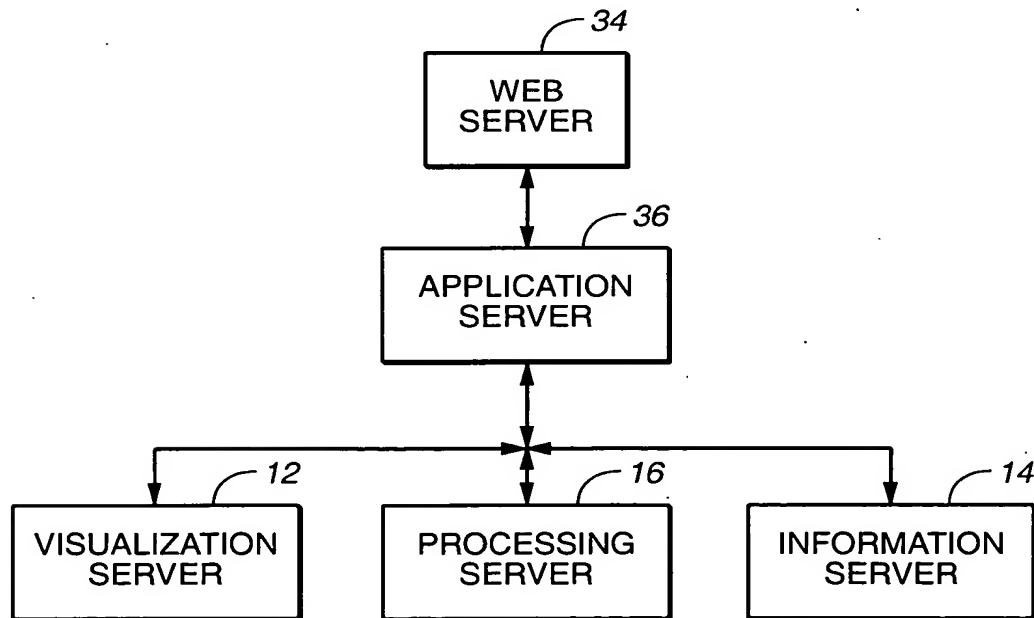 34
WEB
SERVER
36
APPLICATION
SERVER
12
VISUALIZATION
SERVER
16
PROCESSING
SERVER
14
INFORMATION
SERVER